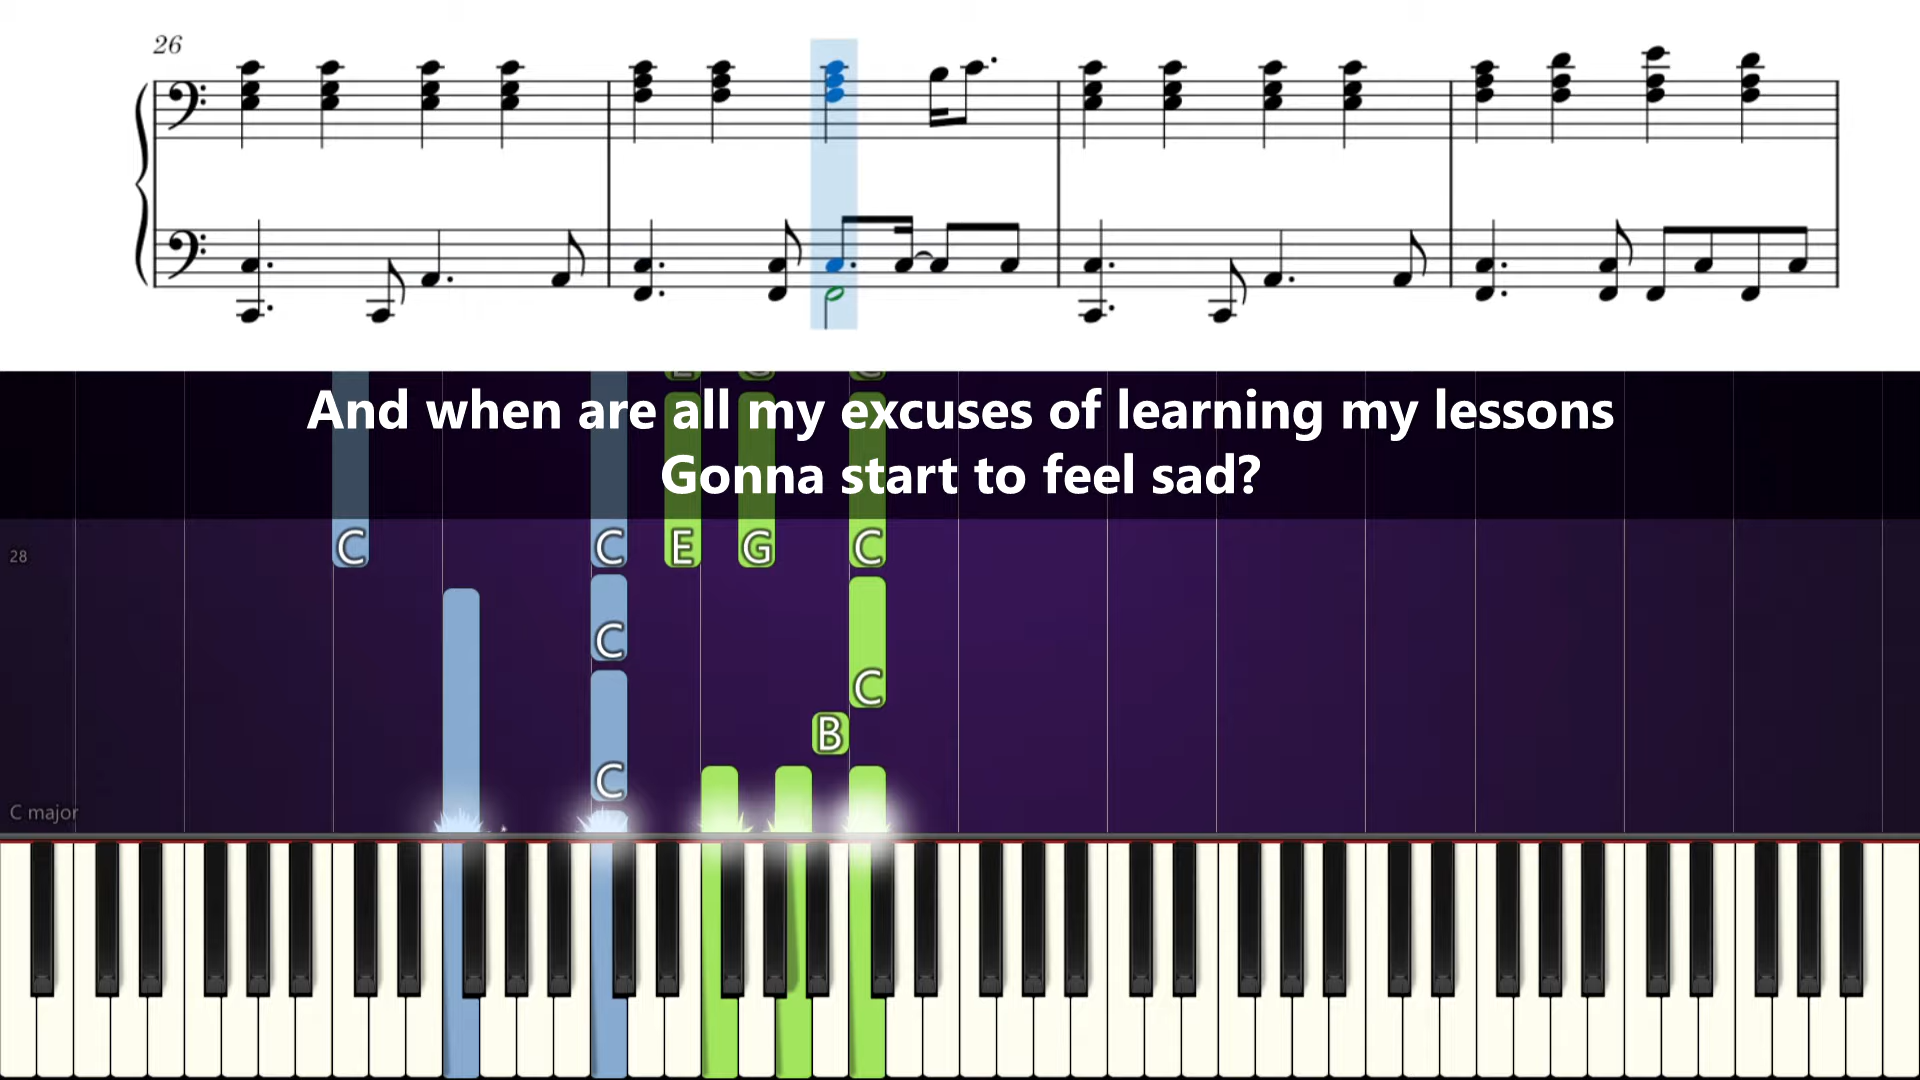 26
And when are all my excuses of learning my lessons
Gonna start to feel sad?
C C E G C
28
C
C
B
C
C major